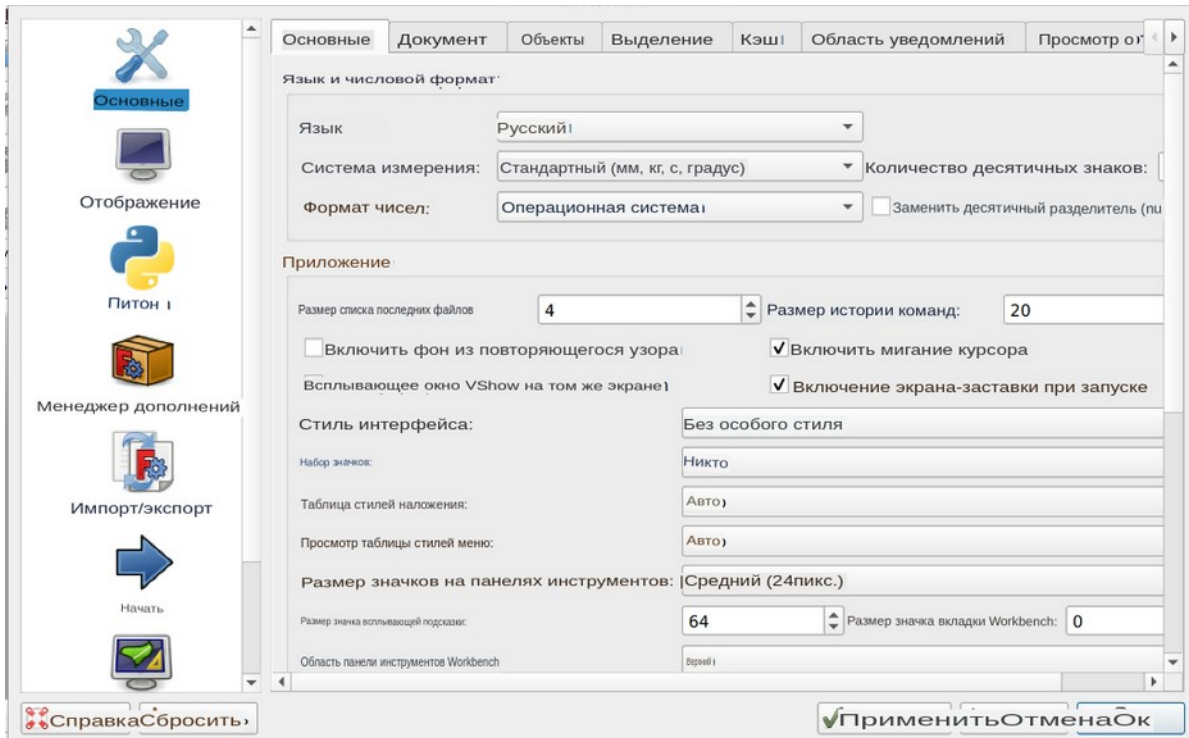 Основные
Отображение
Питон
Менеджер дополнений
Импорт/экспорт
Начать
Основные
Документ
Объекты
Выделение
Кэш
Область уведомлений
Просмотр
Язык и числовой формат
Язык
Русский
Система измерения:
Стандартный (мм, кг, с, градус)
Количество десятичных знаков:
Формат чисел:
Операционная система
Заменить десятичный разделитель (nu
Приложение
Размер списка последних файлов
4
Размер истории команд:
20
Включить фон из повторяющегося узора
Включить мигание курсора
Всплывающее окно VShow на том же экране
Включение экрана-заставки при запуске
Стиль интерфейса:
Без особого стиля
Набор значков:
Никто
Таблица стилей наложения:
Авто
Просмотр таблицы стилей меню:
Авто
Размер значков на панелях инструментов:
Средний (24пикс.)
Размер значка всплывающей подсказки:
64
Размер значка вкладки Workbench:
0
Область панели инструментов Workbench
Верхний
СправкаСбросить
ПрименитьОтменаОк